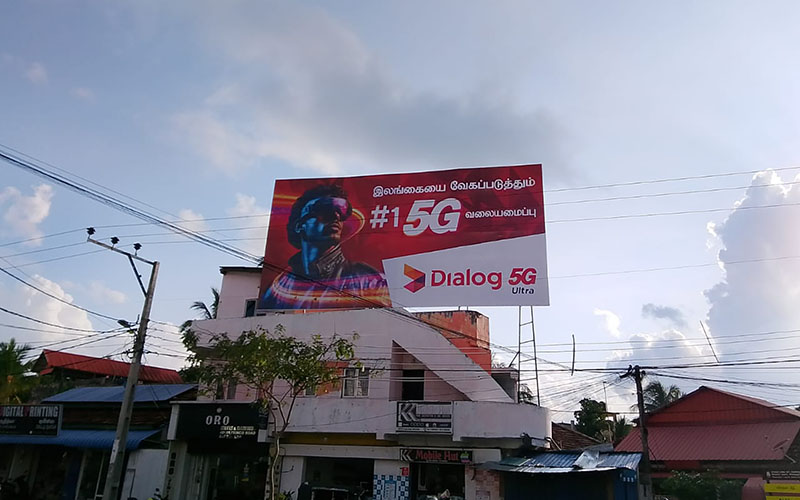 இலங்கையை வேகப்படுத்தும்
#1 5G வலையமைப்பு
Dialog 5G
Ultra
DIGITAL PRINTING
ORO
K
Mobile Hut